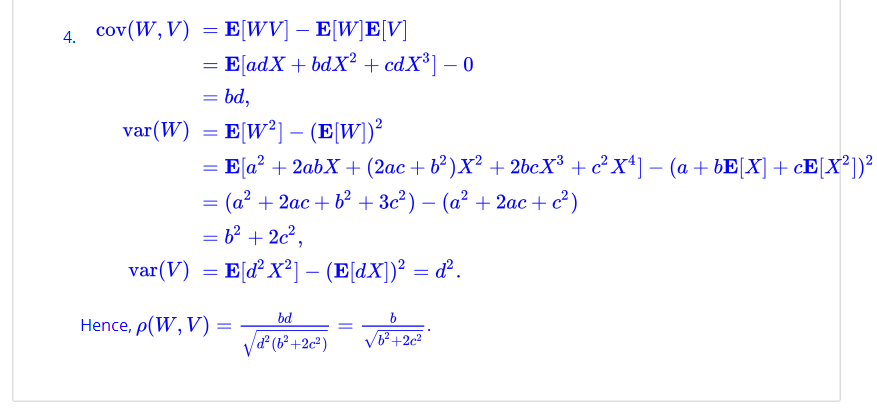 4. cov(W, V) = E[WV] − E[W]E[V]
= E[adX + bdX² + cdX³] − 0
= bd,
var(W) = E[W²] − (E[W])²
= E[a² + 2abX + (2ac + b²)X² + 2bcX³ + c²X⁴] − (a + bE[X] + cE[X²])²
= (a² + 2ac + b² + 3c²) − (a² + 2ac + c²)
= b² + 2c²,
var(V) = E[d²X²] − (E[dX])² = d².
Hence, ρ(W, V) = bd/√(d²(b²+2c²)) = b/√(b²+2c²).